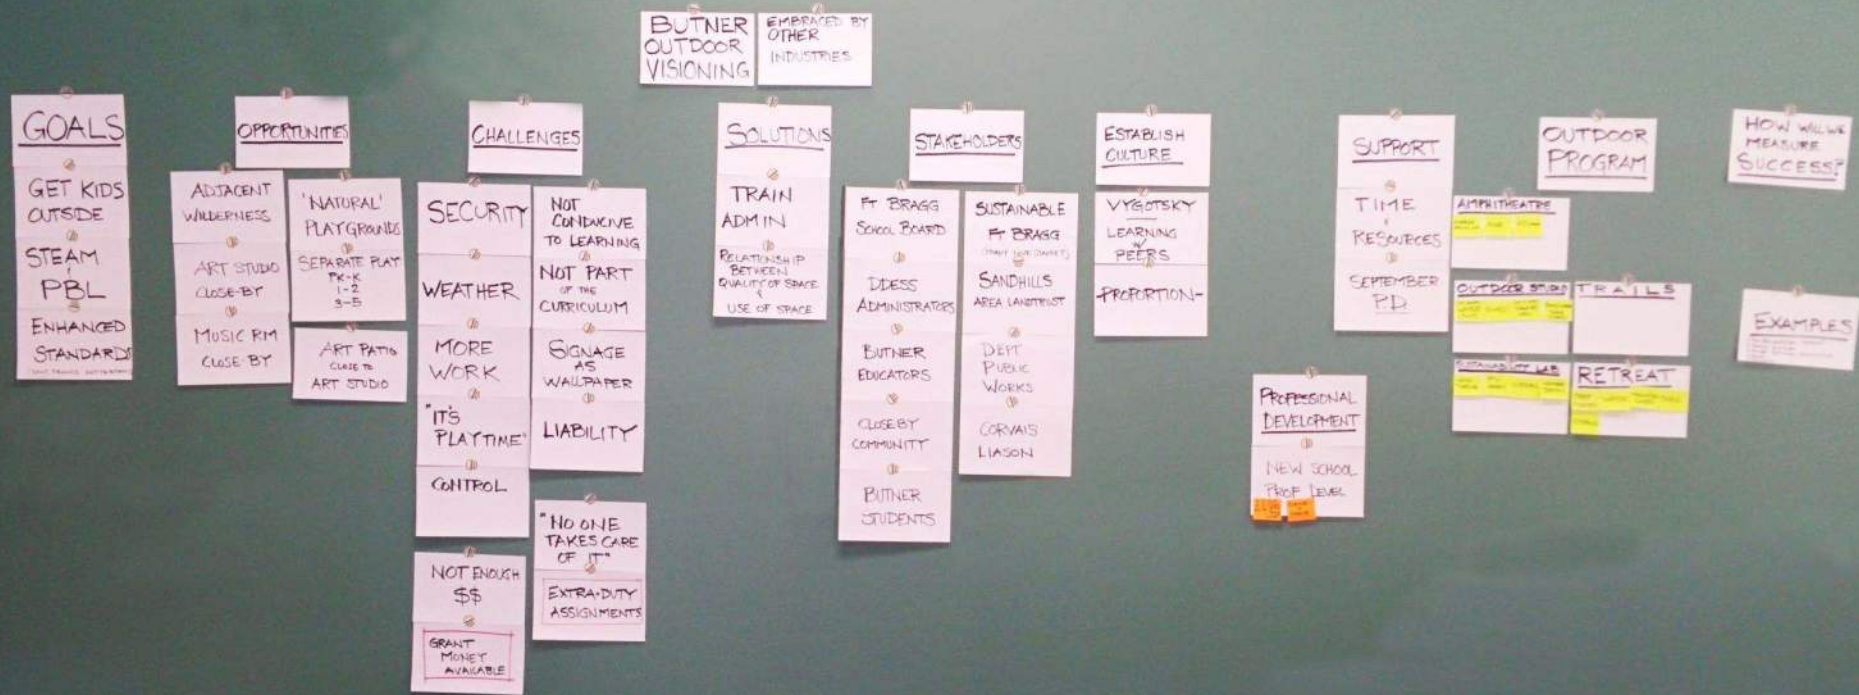 BUTNER
OUTDOOR
VISIONING
EMBRACED BY
OTHER
INDUSTRIES
GOALS
GET KIDS
OUTSIDE
STEAM
PBL
ENHANCED
STANDARDS
OPPORTUNITIES
ADJACENT
WILDERNESS
ART STUDIO
CLOSE-BY
MUSIC RM
CLOSE-BY
'NATURAL'
PLAYGROUNDS
SEPARATE PLAY
PK-K
1-2
3-5
ART PATIO
CLOSE TO
ART STUDIO
CHALLENGES
SECURITY
WEATHER
MORE
WORK
"IT'S
PLAYTIME"
CONTROL
NOT ENOUGH
$$
GRANT
MONEY
AVAILABLE
NOT
CONDUCIVE
TO LEARNING
NOT PART
OF THE
CURRICULUM
SIGNAGE
AS
WALLPAPER
LIABILITY
"NO ONE
TAKES CARE
OF IT"
EXTRA-DUTY
ASSIGNMENTS
SOLUTIONS
TRAIN
ADMIN
RELATIONSHIP
BETWEEN
QUALITY OF SPACE
&
USE OF SPACE
STAKEHOLDERS
FT BRAGG
SCHOOL BOARD
DDESS
ADMINISTRATORS
BUTNER
EDUCATORS
CLOSEBY
COMMUNITY
BUTNER
STUDENTS
SUSTAINABLE
FT BRAGG
SANDHILLS
AREA LANDTRUST
DEPT
PUBLIC
WORKS
CORVAIS
LIASON
ESTABLISH
CULTURE
VYGOTSKY
LEARNING
W/
PEERS
-PROPORTION-
SUPPORT
TIME
&
RESOURCES
SEPTEMBER
P.D.
PROFESSIONAL
DEVELOPMENT
NEW SCHOOL
PROF DEVEL
OUTDOOR
PROGRAM
AMPHITHEATRE
OUTDOOR STUDIO
TRAILS
SUSTAINABILITY LAB
RETREAT
HOW WILL WE
MEASURE
SUCCESS?
EXAMPLES